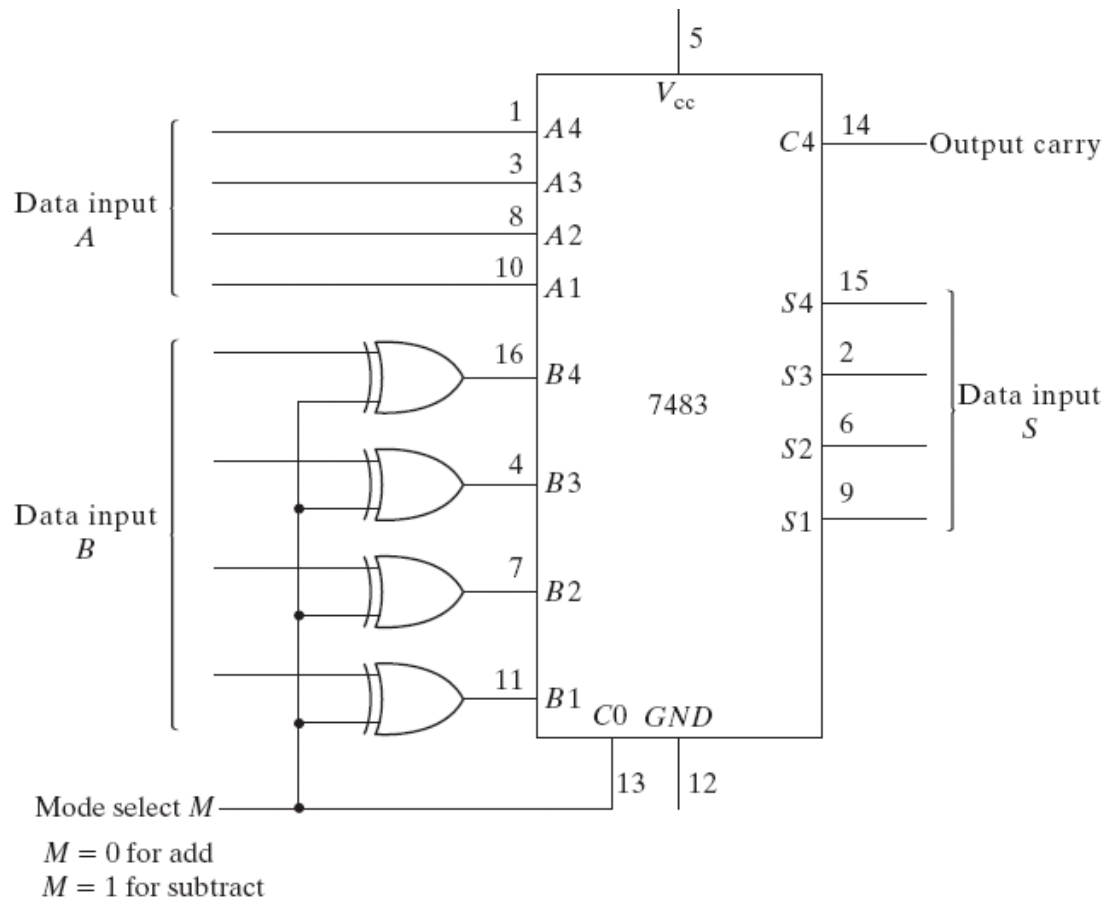 5
V_cc
1
A4
14
C4
Output carry
3
A3
Data input
A
8
A2
10
A1
15
S4
16
B4
2
S3
7483
Data input
S
6
S2
4
B3
9
S1
Data input
B
7
B2
11
B1
C0 GND
13
12
Mode select M
M = 0 for add
M = 1 for subtract